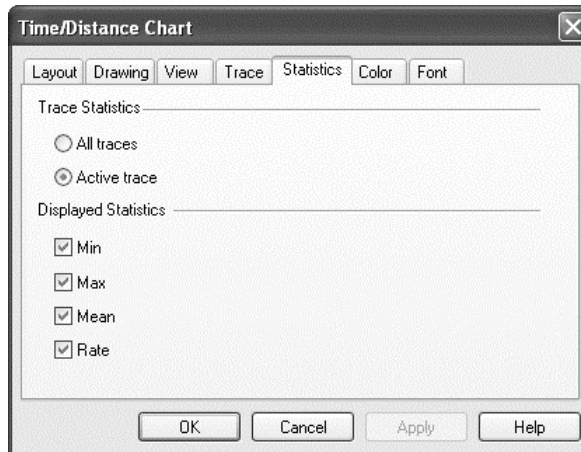 Time/Distance Chart
Layout Drawing View Trace Statistics Color Font
Trace Statistics
All traces
Active trace
Displayed Statistics
Min
Max
Mean
Rate
OK Cancel Apply Help